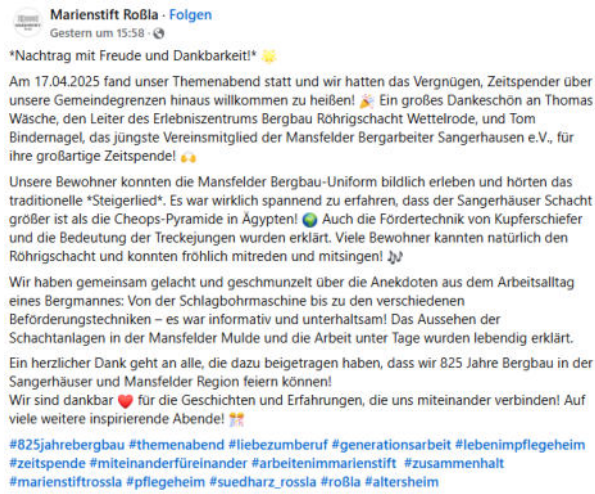 Marienstift Roßla · Folgen
Gestern um 15:58 ·
*Nachtrag mit Freude und Dankbarkeit!* 🌟
Am 17.04.2025 fand unser Themenabend statt und wir hatten das Vergnügen, Zeitspender über
unsere Gemeindegrenzen hinaus willkommen zu heißen! 🎉 Ein großes Dankeschön an Thomas
Wäsche, den Leiter des Erlebniszentrums Bergbau Röhrigschacht Wettelrode, und Tom
Bindernagel, das jüngste Vereinsmitglied der Mansfelder Bergarbeiter Sangerhausen e.V., für
ihre großartige Zeitspende! 🙌
Unsere Bewohner konnten die Mansfelder Bergbau-Uniform bildlich erleben und hörten das
traditionelle *Steigerlied*. Es war wirklich spannend zu erfahren, dass der Sangerhäuser Schacht
größer ist als die Cheops-Pyramide in Ägypten! 🌍 Auch die Fördertechnik von Kupferschiefer
und die Bedeutung der Treckejungen wurden erklärt. Viele Bewohner kannten natürlich den
Röhrigschacht und konnten fröhlich mitreden und mitsingen! 🎶
Wir haben gemeinsam gelacht und geschmunzelt über die Anekdoten aus dem Arbeitsalltag
eines Bergmannes: Von der Schlagbohrmaschine bis zu den verschiedenen
Beförderungstechniken – es war informativ und unterhaltsam! Das Aussehen der
Schachtanlagen in der Mansfelder Mulde und die Arbeit unter Tage wurden lebendig erklärt.
Ein herzlicher Dank geht an alle, die dazu beigetragen haben, dass wir 825 Jahre Bergbau in der
Sangerhäuser und Mansfelder Region feiern können!
Wir sind dankbar ❤️ für die Geschichten und Erfahrungen, die uns miteinander verbinden! Auf
viele weitere inspirierende Abende! 🎊
#825jahrebergbau #themenabend #liebezumberuf #generationsarbeit #lebenimpflegeheim
#zeitspende #miteinanderfüreinander #arbeitenimmarienstift #zusammenhalt
#marienstiftrossla #pflegeheim #suedharz_rossla #roßla #altersheim